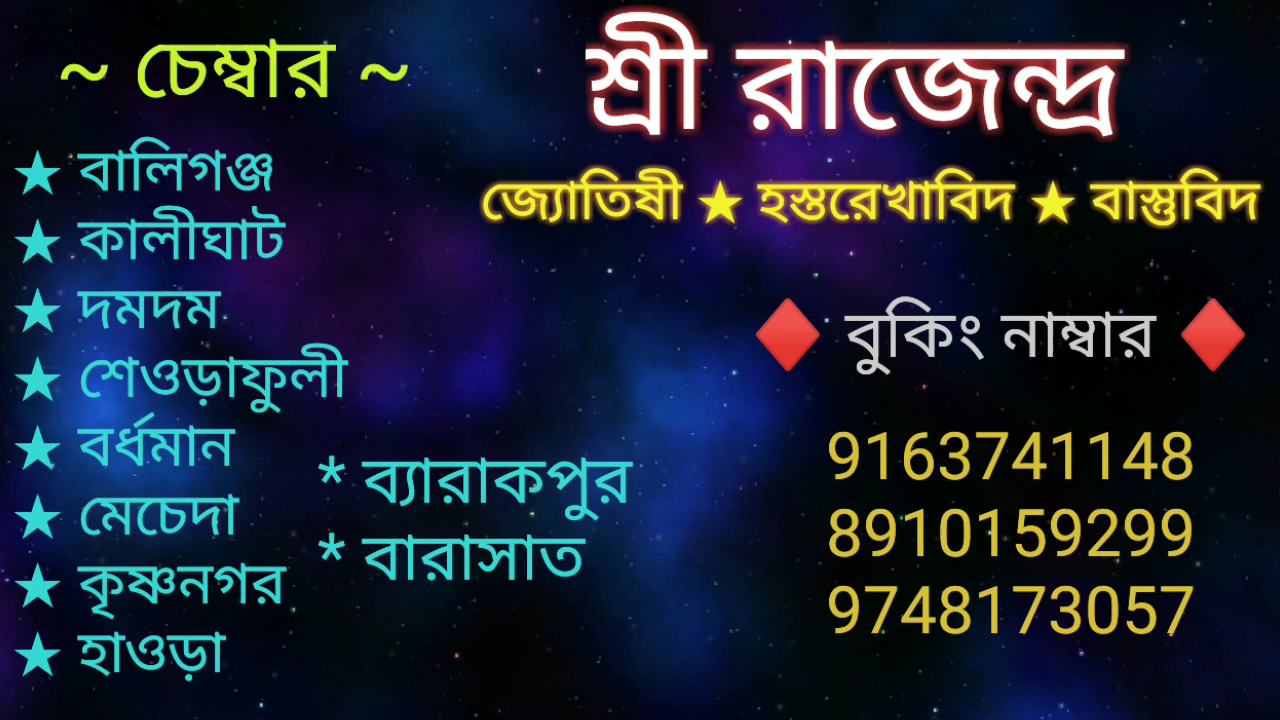 ~ চেম্বার ~
★ বালিগঞ্জ
★ কালীঘাট
★ দমদম
★ শেওড়াফুলী
★ বর্ধমান
★ মেচেদা
★ কৃষ্ণনগর
★ হাওড়া
* ব্যারাকপুর
* বারাসাত
শ্রী রাজেন্দ্র
জ্যোতিষী ★ হস্তরেখাবিদ ★ বাস্তুবিদ
♦ বুকিং নাম্বার ♦
9163741148
8910159299
9748173057